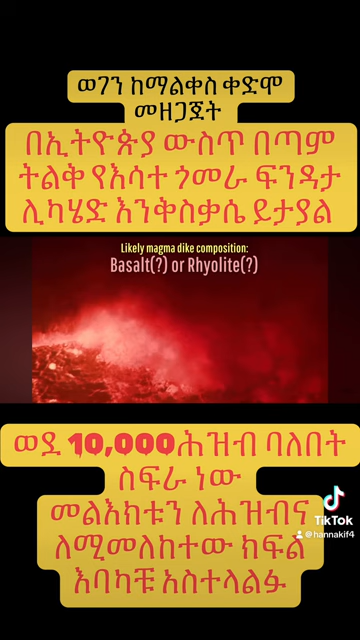 ወገን ከማልቀስ ቀድሞ
መዘጋጀት
በኢትዮጵያ ውስጥ በጣም
ትልቅ የእሳተ ጎመራ ፍንዳታ
ሊካሄድ እንቅስቃሴ ይታያል
Likely magma dike composition:
Basalt(?) or Rhyolite(?)
ወደ 10,000ሕዝብ ባለበት
ስፍራ ነው
መልእክቱን ለሕዝብና
ለሚመለከተው ክፍል
እባካቹ አስተላልፉ
TikTok
@hannakif4